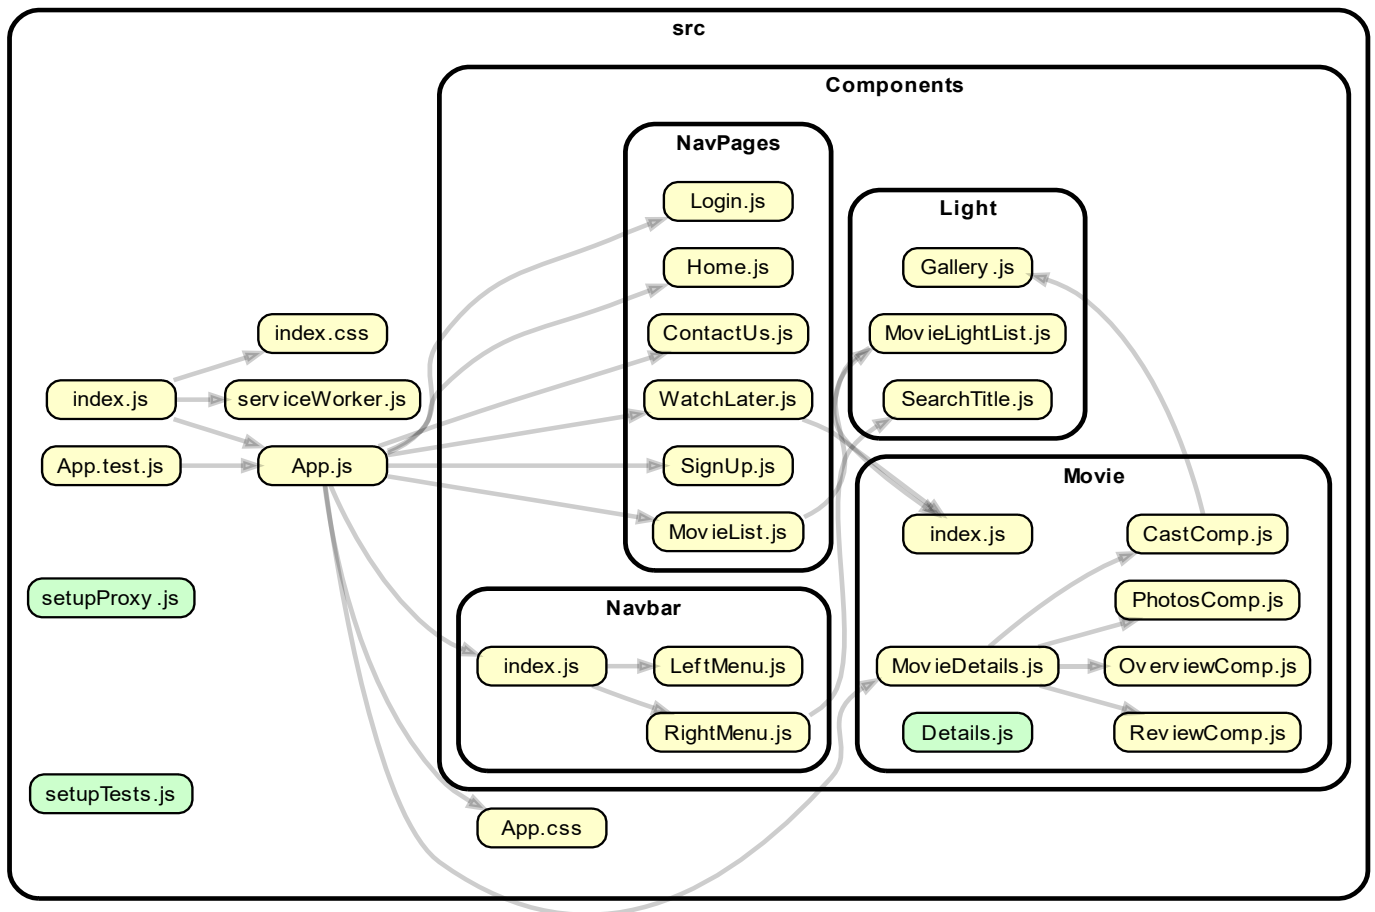 src
Components
NavPages
Login.js
Home.js
ContactUs.js
WatchLater.js
SignUp.js
MovieList.js
Light
Gallery.js
MovieLightList.js
SearchTitle.js
Movie
index.js
CastComp.js
PhotosComp.js
MovieDetails.js
OverviewComp.js
Details.js
ReviewComp.js
Navbar
index.js
LeftMenu.js
RightMenu.js
index.css
index.js
serviceWorker.js
App.test.js
App.js
setupProxy.js
setupTests.js
App.css